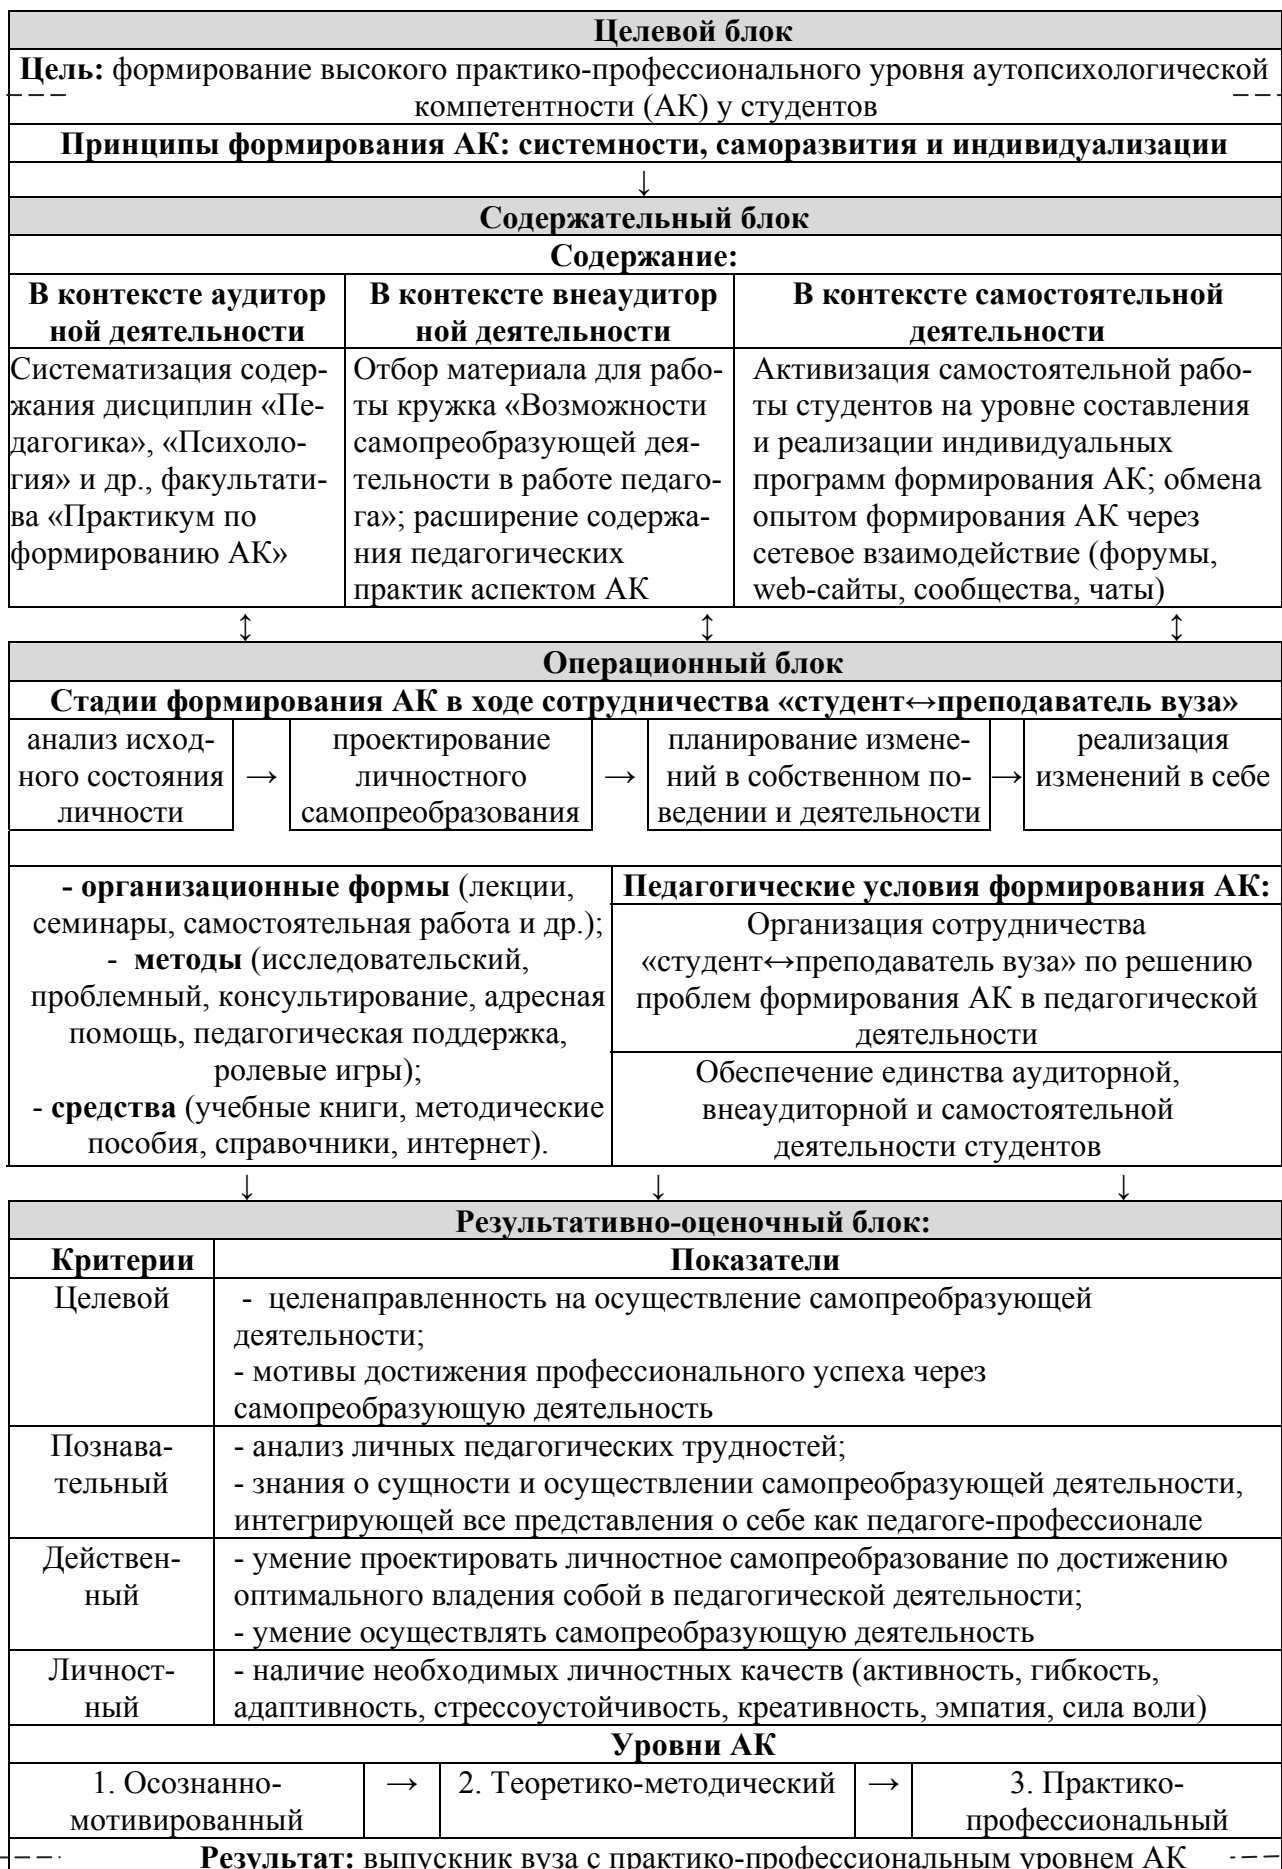 Целевой блок
Цель: формирование высокого практико-профессионального уровня аутопсихологической
компетентности (АК) у студентов
Принципы формирования АК: системности, саморазвития и индивидуализации
↓
Содержательный блок
Содержание:
В контексте аудитор
ной деятельности
В контексте внеаудитор
ной деятельности
В контексте самостоятельной
деятельности
Систематизация содер-
жания дисциплин «Пе-
дагогика», «Психоло-
гия» и др., факультати-
ва «Практикум по
формированию АК»
Отбор материала для рабо-
ты кружка «Возможности
самопреобразующей дея-
тельности в работе педаго-
га»; расширение содержа-
ния педагогических
практик аспектом АК
Активизация самостоятельной рабо-
ты студентов на уровне составления
и реализации индивидуальных
программ формирования АК; обмена
опытом формирования АК через
сетевое взаимодействие (форумы,
web-сайты, сообщества, чаты)
↕ ↕ ↕
Операционный блок
Стадии формирования АК в ходе сотрудничества «студент↔преподаватель вуза»
анализ исход-
ного состояния
личности
→
проектирование
личностного
самопреобразования
→
планирование измене-
ний в собственном по-
ведении и деятельности
→
реализация
изменений в себе
- организационные формы (лекции,
семинары, самостоятельная работа и др.);
- методы (исследовательский,
проблемный, консультирование, адресная
помощь, педагогическая поддержка,
ролевые игры);
- средства (учебные книги, методические
пособия, справочники, интернет).
Педагогические условия формирования АК:
Организация сотрудничества
«студент↔преподаватель вуза» по решению
проблем формирования АК в педагогической
деятельности
Обеспечение единства аудиторной,
внеаудиторной и самостоятельной
деятельности студентов
↓ ↓ ↓
Результативно-оценочный блок:
Критерии
Показатели
Целевой
- целенаправленность на осуществление самопреобразующей
деятельности;
- мотивы достижения профессионального успеха через
самопреобразующую деятельность
Познава-
тельный
- анализ личных педагогических трудностей;
- знания о сущности и осуществлении самопреобразующей деятельности,
интегрирующей все представления о себе как педагоге-профессионале
Действен-
ный
- умение проектировать личностное самопреобразование по достижению
оптимального владения собой в педагогической деятельности;
- умение осуществлять самопреобразующую деятельность
Личност-
ный
- наличие необходимых личностных качеств (активность, гибкость,
адаптивность, стрессоустойчивость, креативность, эмпатия, сила воли)
Уровни АК
1. Осознанно-
мотивированный
→
2. Теоретико-методический
→
3. Практико-
профессиональный
Результат: выпускник вуза с практико-профессиональным уровнем АК